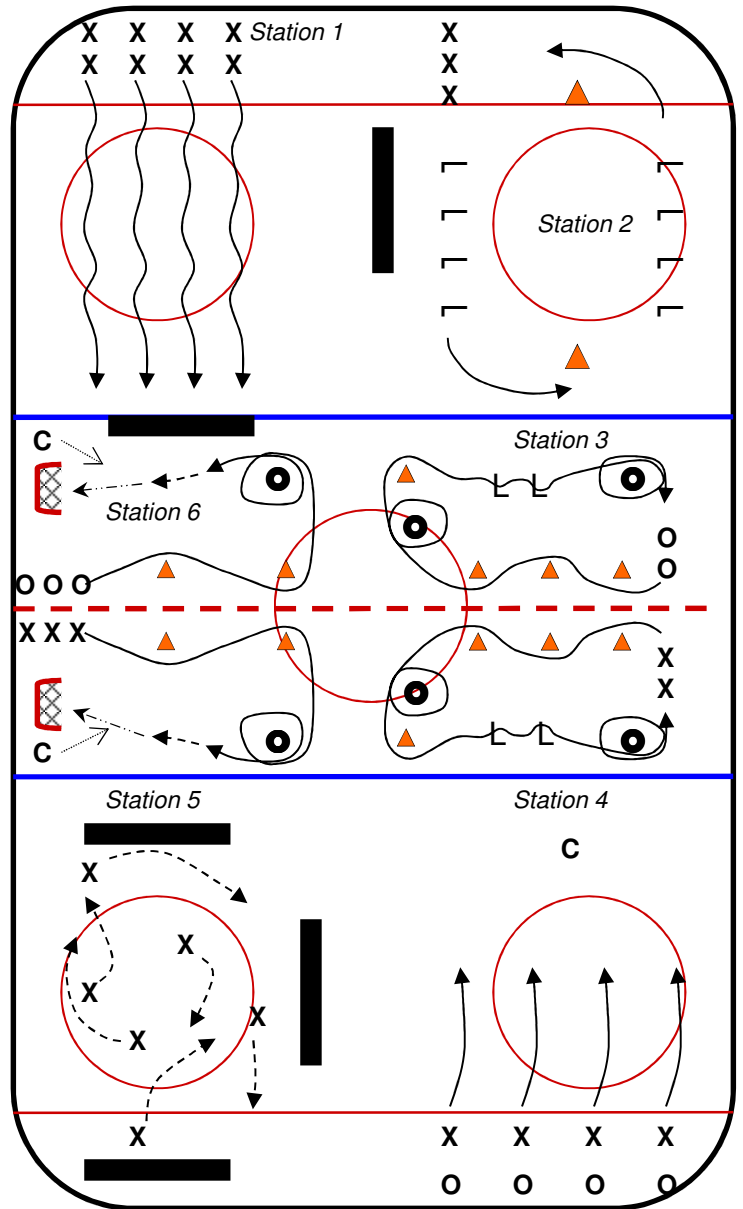 X X X X Station 1 X
X X X X X
X
Station 2
C Station 3
L L
Station 6
O
O O O O
X X X X
X
L L
C
Station 5 Station 4
C
X
X
X
X
X
X X X X X
O O O O